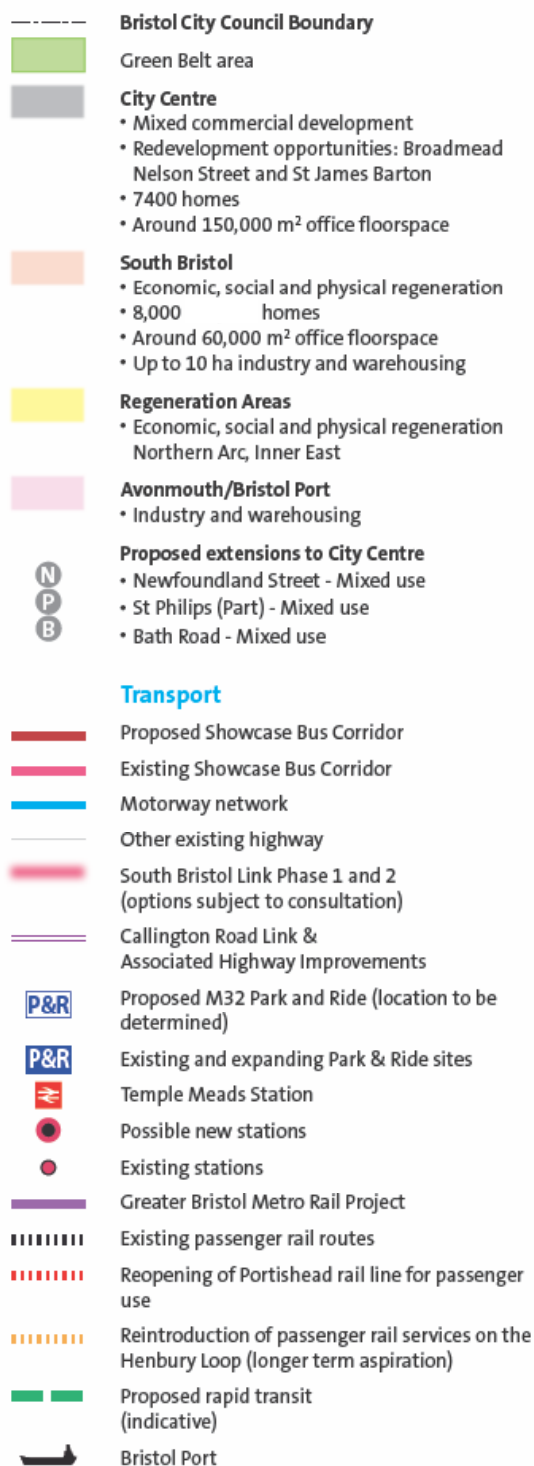 Bristol City Council Boundary
Green Belt area
City Centre
• Mixed commercial development
• Redevelopment opportunities: Broadmead
Nelson Street and St James Barton
• 7400 homes
• Around 150,000 m² office floorspace
South Bristol
• Economic, social and physical regeneration
• 8,000 homes
• Around 60,000 m² office floorspace
• Up to 10 ha industry and warehousing
Regeneration Areas
• Economic, social and physical regeneration
Northern Arc, Inner East
Avonmouth/Bristol Port
• Industry and warehousing
Proposed extensions to City Centre
N • Newfoundland Street - Mixed use
P • St Philips (Part) - Mixed use
B • Bath Road - Mixed use
Transport
Proposed Showcase Bus Corridor
Existing Showcase Bus Corridor
Motorway network
Other existing highway
South Bristol Link Phase 1 and 2
(options subject to consultation)
Callington Road Link &
Associated Highway Improvements
P&R Proposed M32 Park and Ride (location to be
determined)
P&R Existing and expanding Park & Ride sites
Temple Meads Station
Possible new stations
Existing stations
Greater Bristol Metro Rail Project
Existing passenger rail routes
Reopening of Portishead rail line for passenger
use
Reintroduction of passenger rail services on the
Henbury Loop (longer term aspiration)
Proposed rapid transit
(indicative)
Bristol Port